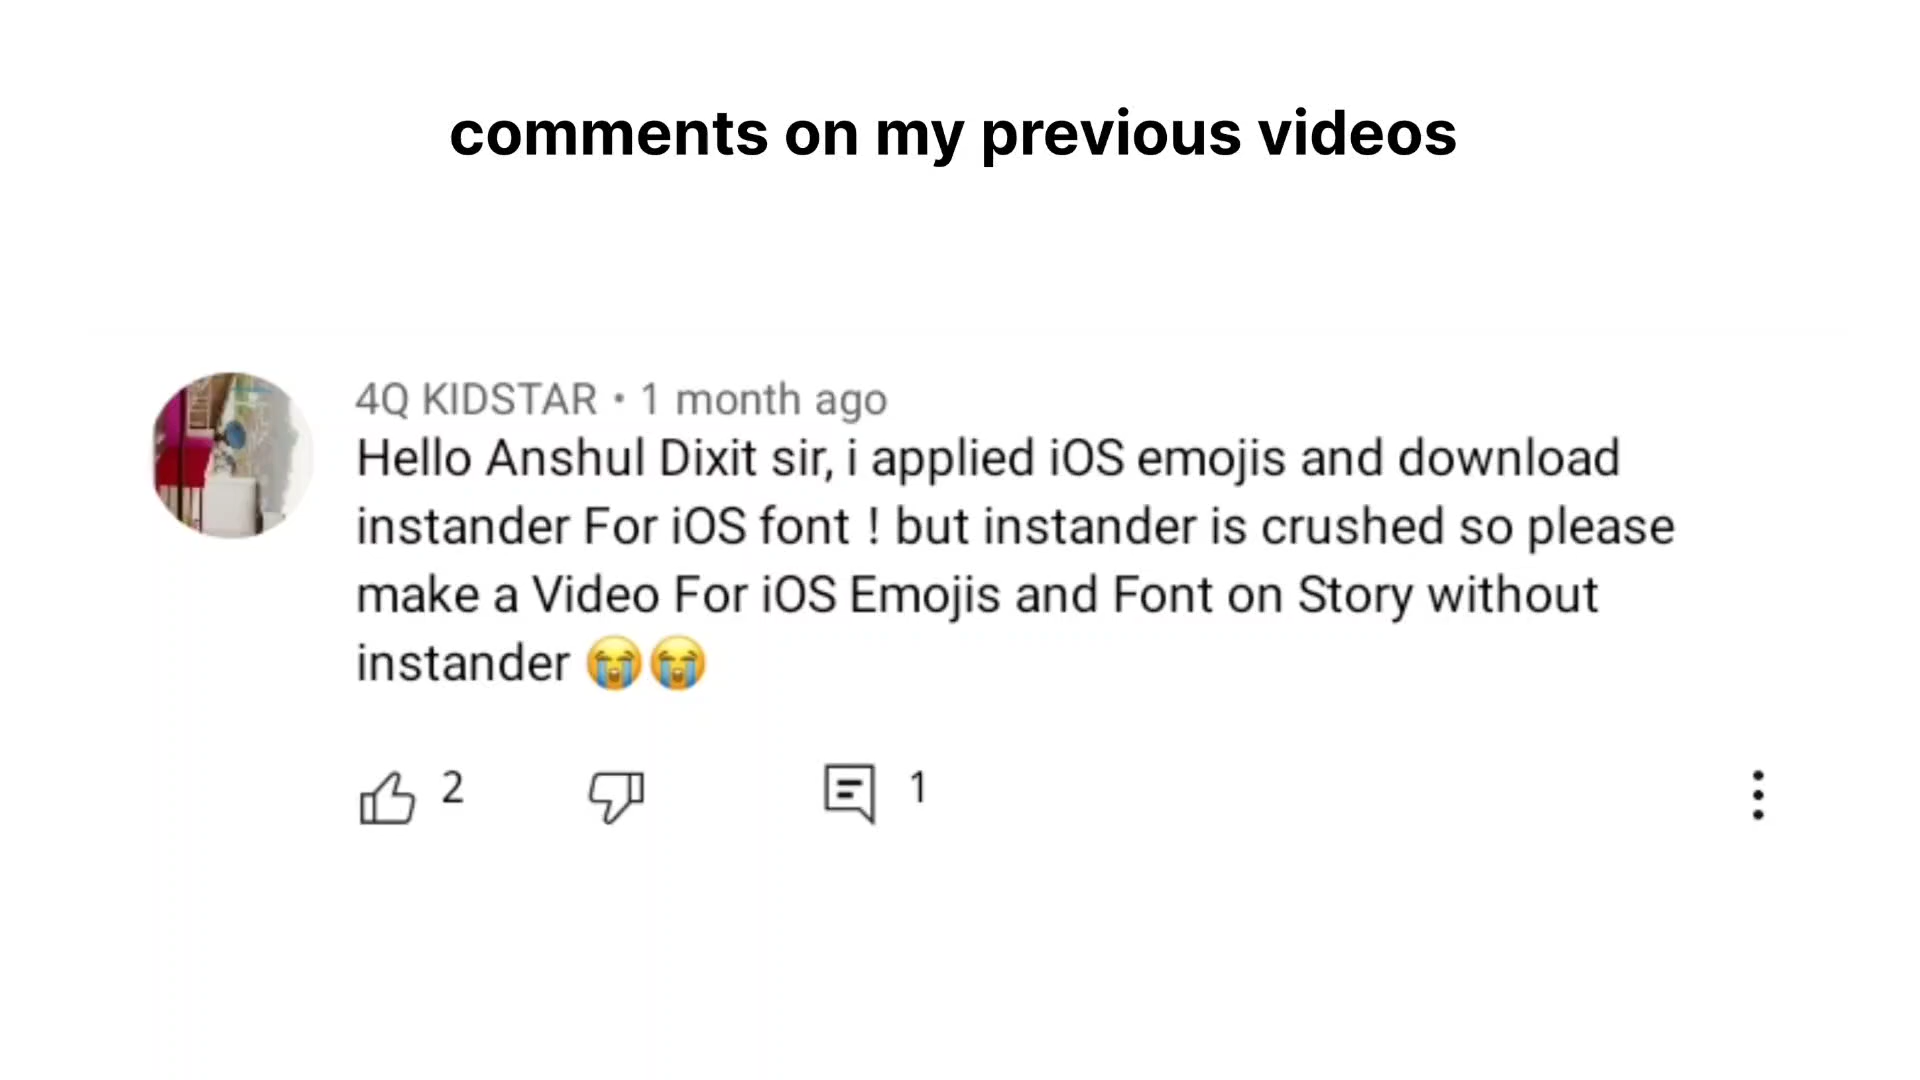 comments on my previous videos
4Q KIDSTAR • 1 month ago
Hello Anshul Dixit sir, i applied iOS emojis and download
instander For iOS font ! but instander is crushed so please
make a Video For iOS Emojis and Font on Story without
instander 😭😭
2 1